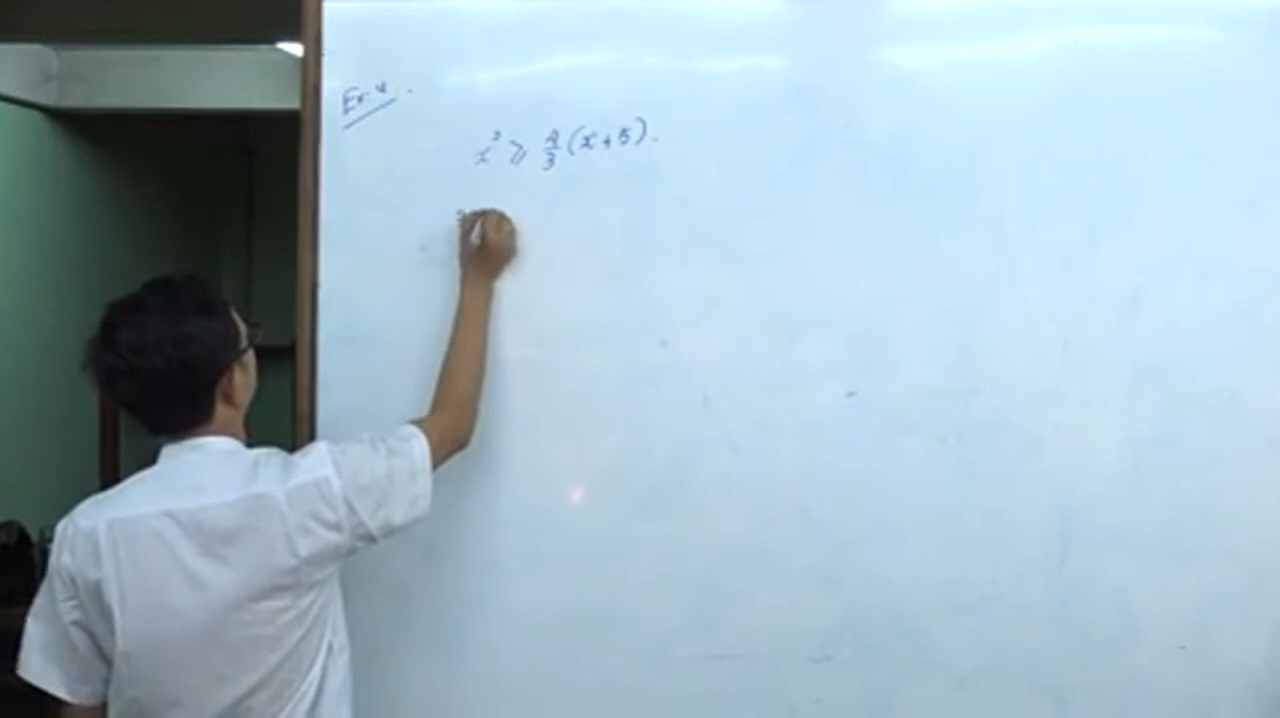 Ex. 4.
x² ⩾ 4/3 (x+5).